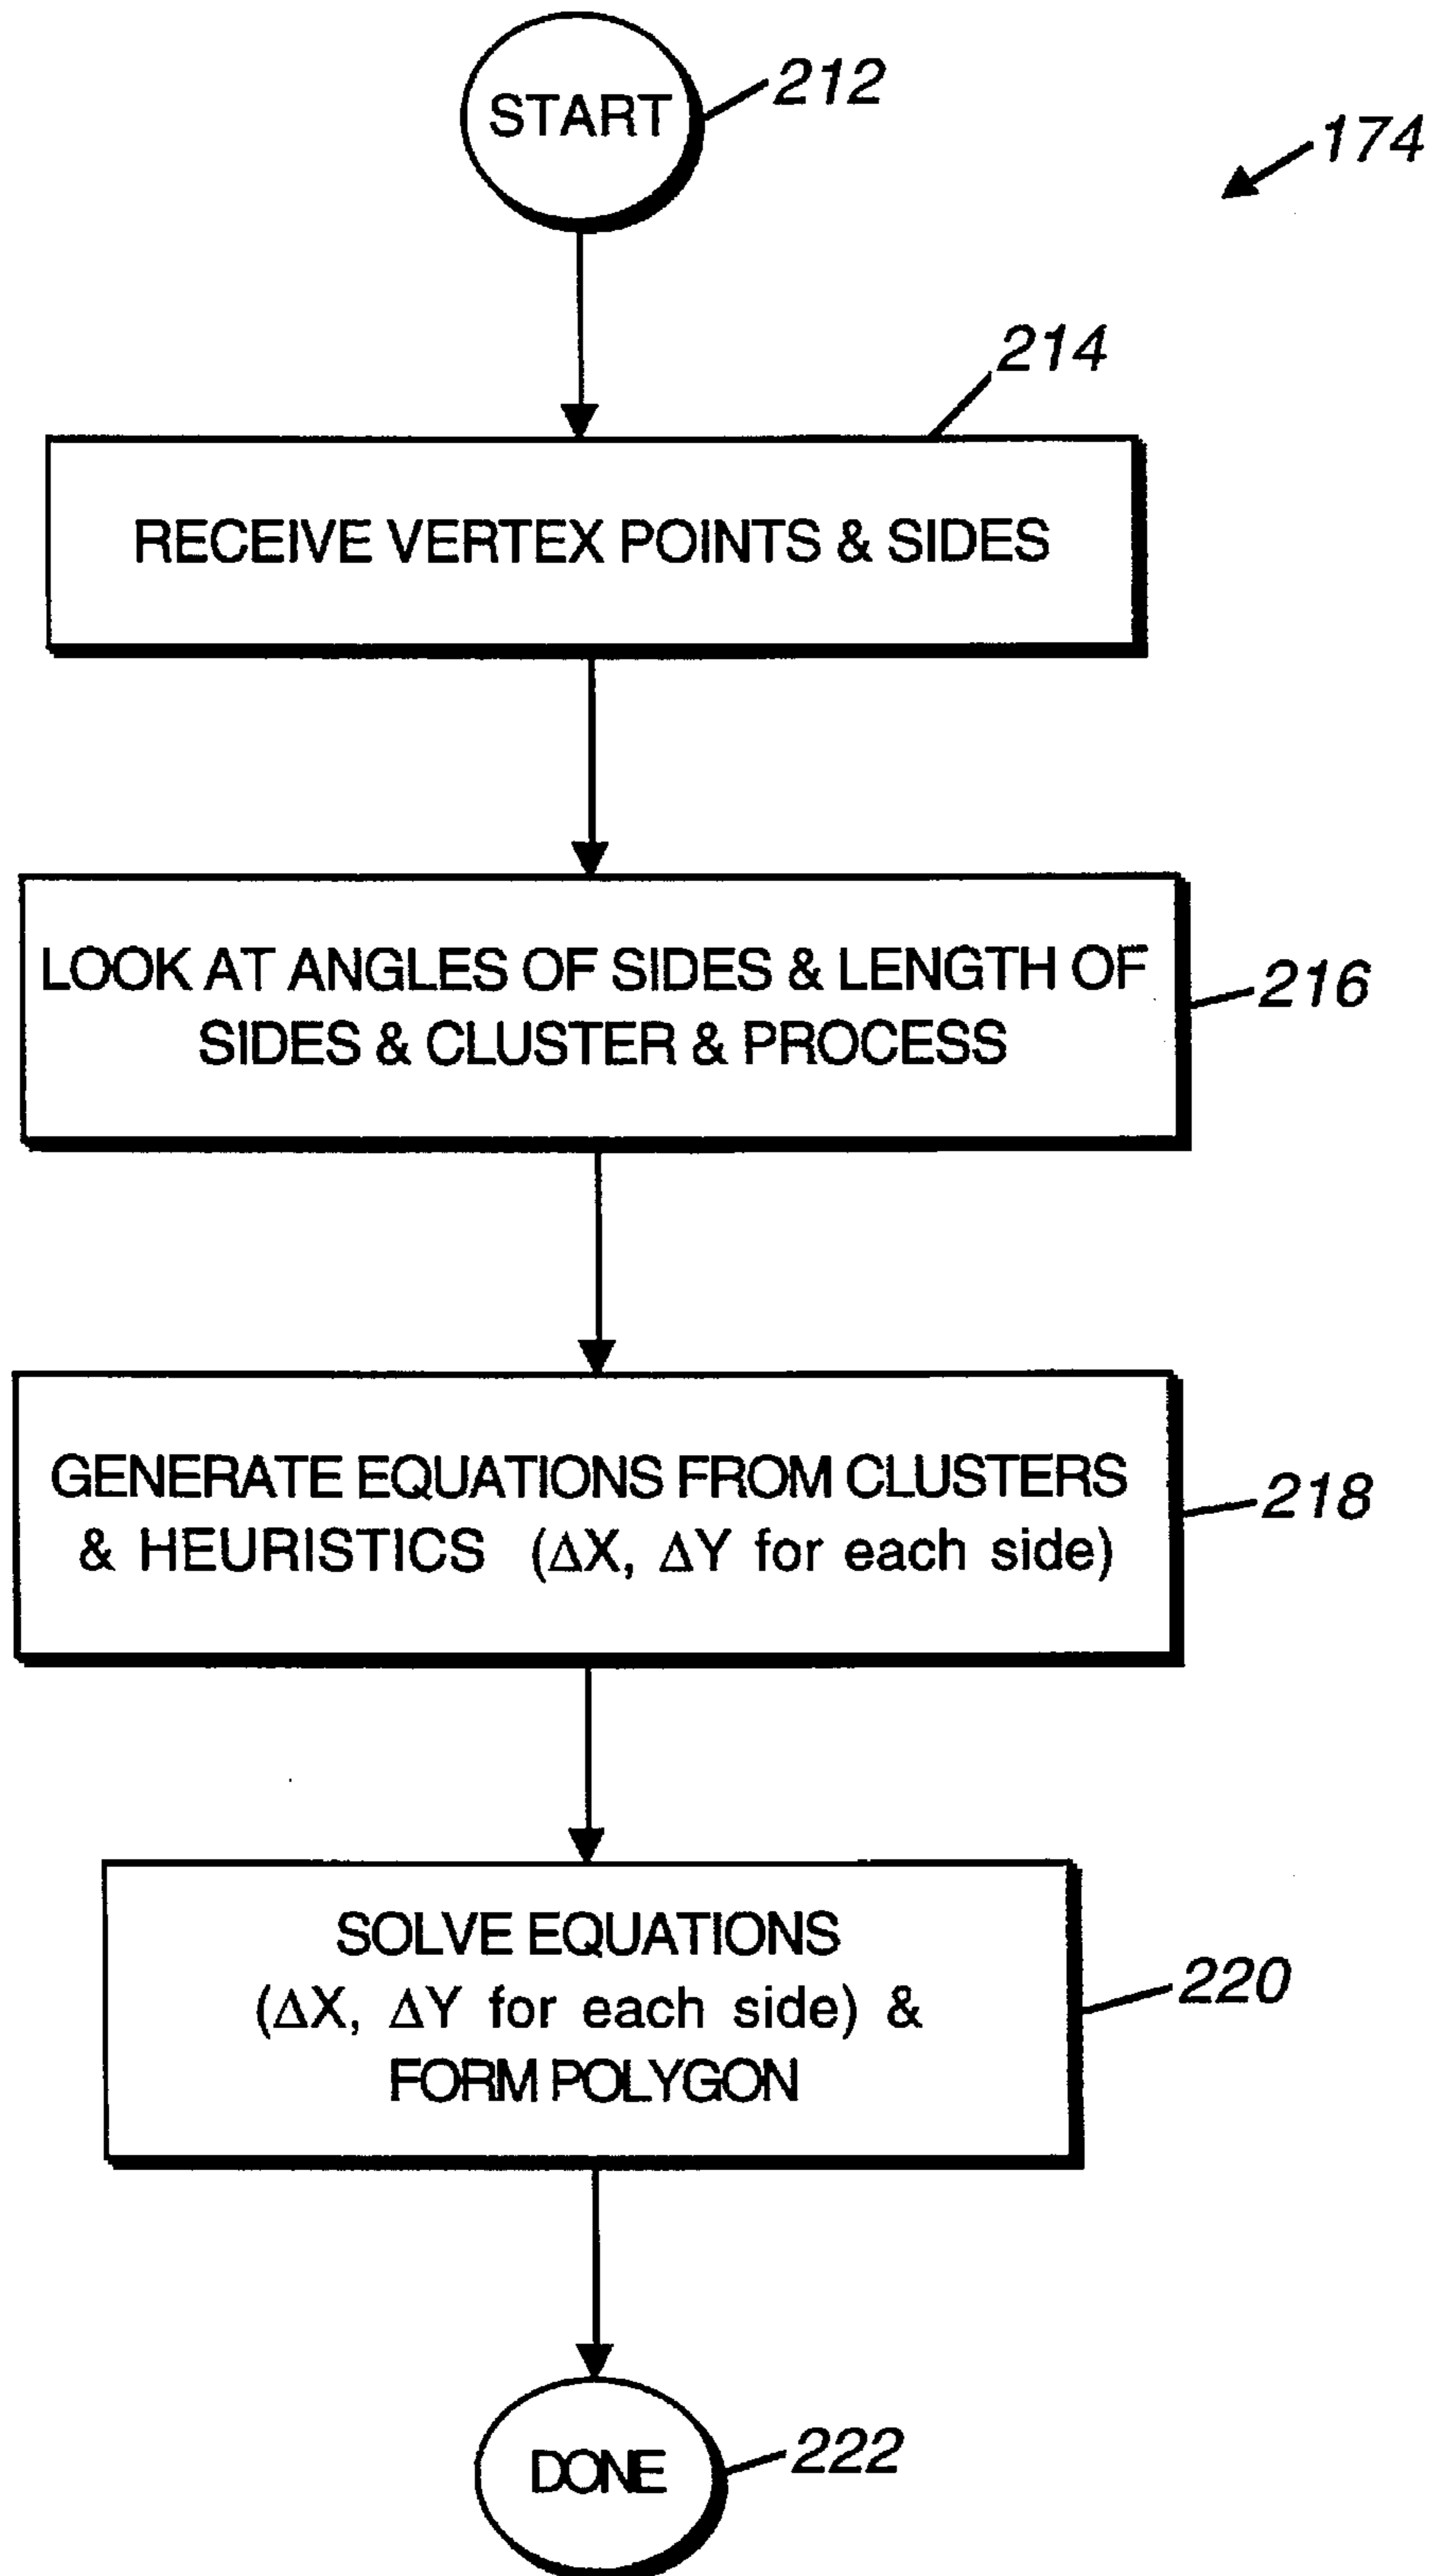 START
212
174
214
RECEIVE VERTEX POINTS & SIDES
LOOK AT ANGLES OF SIDES & LENGTH OF
SIDES & CLUSTER & PROCESS
216
GENERATE EQUATIONS FROM CLUSTERS
& HEURISTICS (ΔX, ΔY for each side)
218
SOLVE EQUATIONS
(ΔX, ΔY for each side) &
FORM POLYGON
220
DONE
222